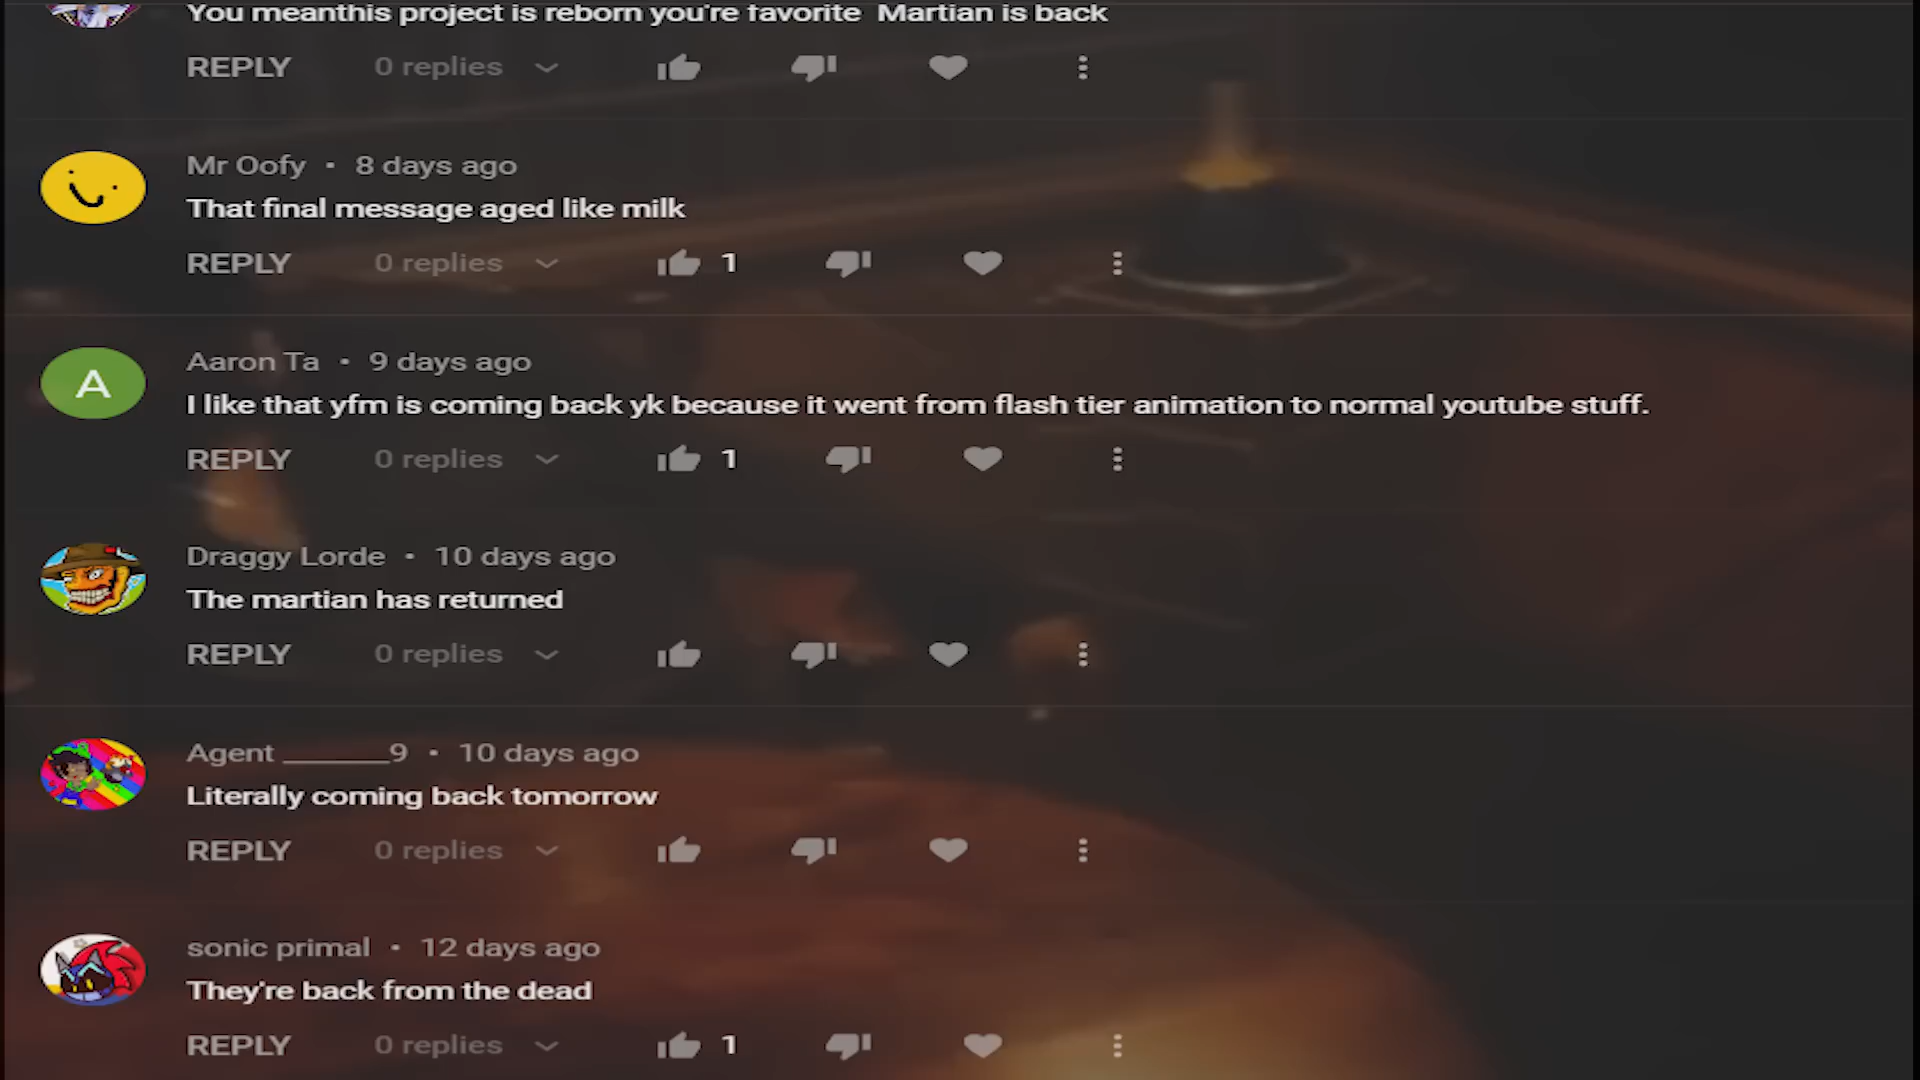 You meanthis project is reborn you're favorite Martian is back
REPLY 0 replies
Mr Oofy • 8 days ago
That final message aged like milk
REPLY 0 replies 1
Aaron Ta • 9 days ago
I like that yfm is coming back yk because it went from flash tier animation to normal youtube stuff.
REPLY 0 replies 1
A
Draggy Lorde • 10 days ago
The martian has returned
REPLY 0 replies
Agent ______9 • 10 days ago
Literally coming back tomorrow
REPLY 0 replies
sonic primal • 12 days ago
They're back from the dead
REPLY 0 replies 1